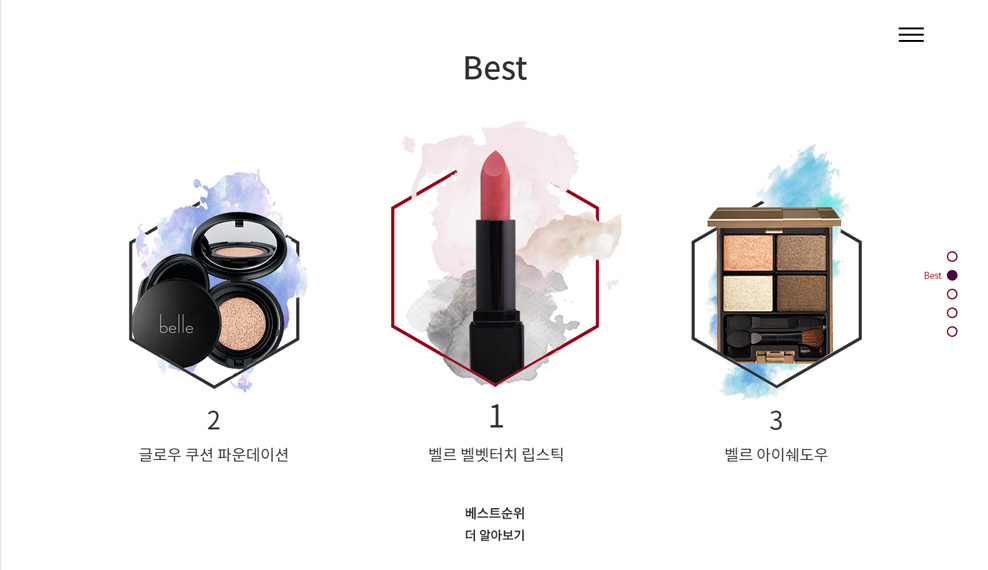 Best
belle
Best
2
1
3
글로우 쿠션 파운데이션
벨르 벨벳터치 립스틱
벨르 아이쉐도우
베스트순위
더 알아보기